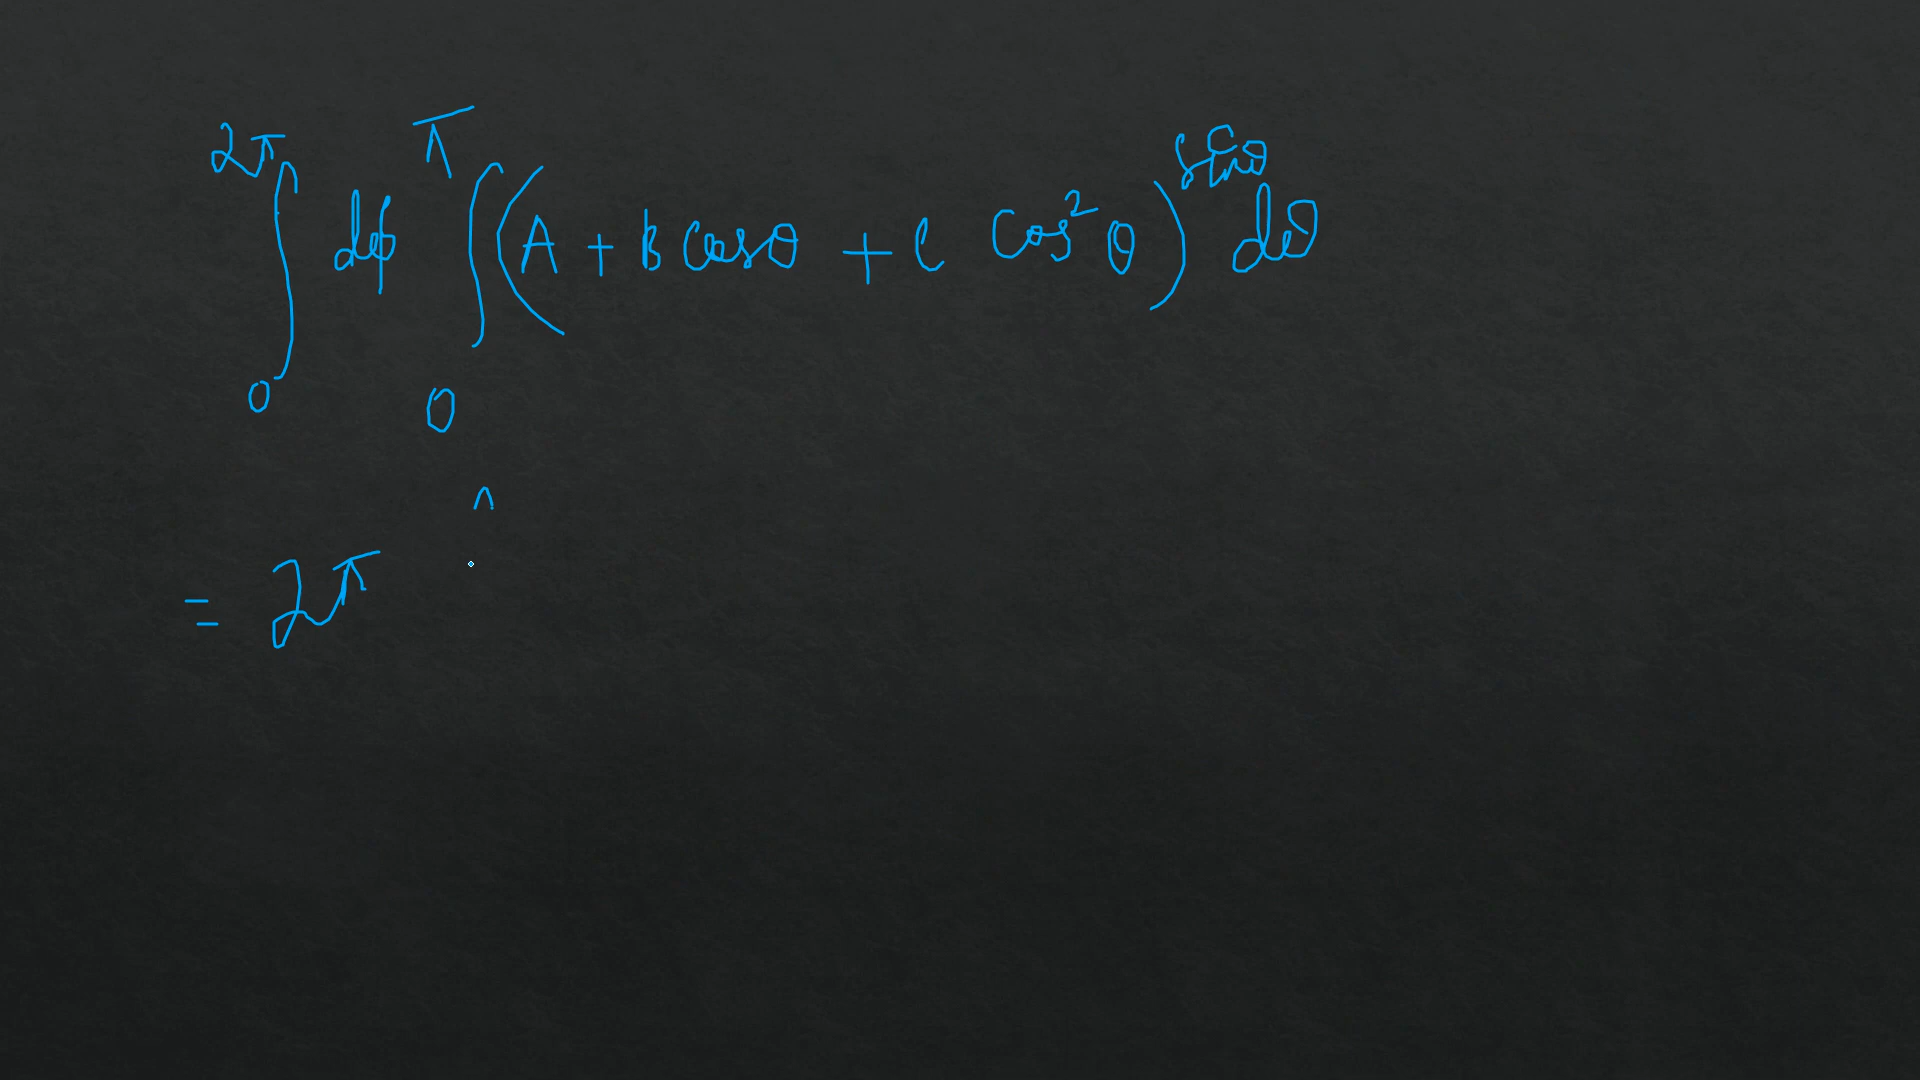 ∫₀^{2π} dφ ∫₀^{π} (A + B cosθ + C cos²θ) sinθ dθ
= 2π